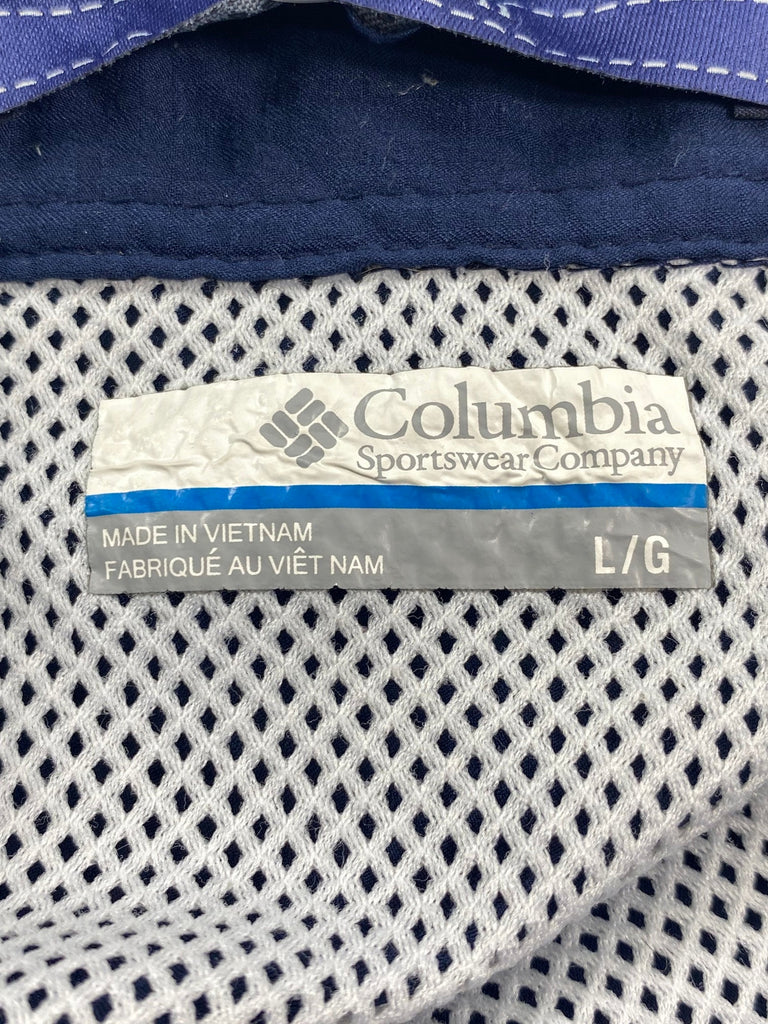 Columbia
Sportswear Company
MADE IN VIETNAM
FABRIQUÉ AU VIÊT NAM
L/G